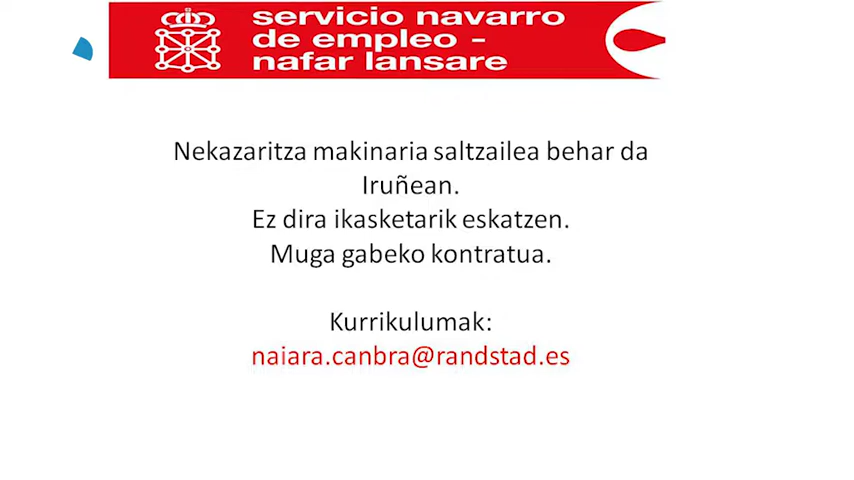 servicio navarro
de empleo -
nafar lansare
Nekazaritza makinaria saltzailea behar da
Iruñean.
Ez dira ikasketarik eskatzen.
Muga gabeko kontratua.
Kurrikulumak:
naiara.canbra@randstad.es